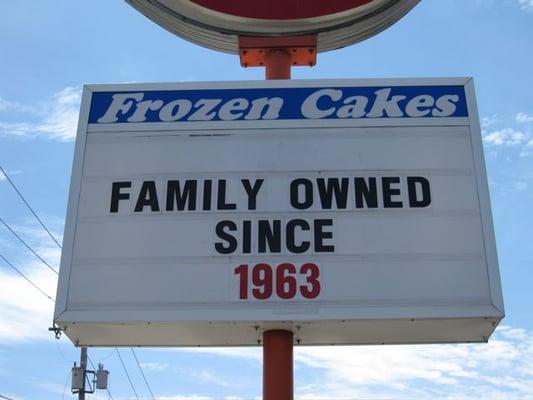 Frozen Cakes
FAMILY OWNED
SINCE
1963